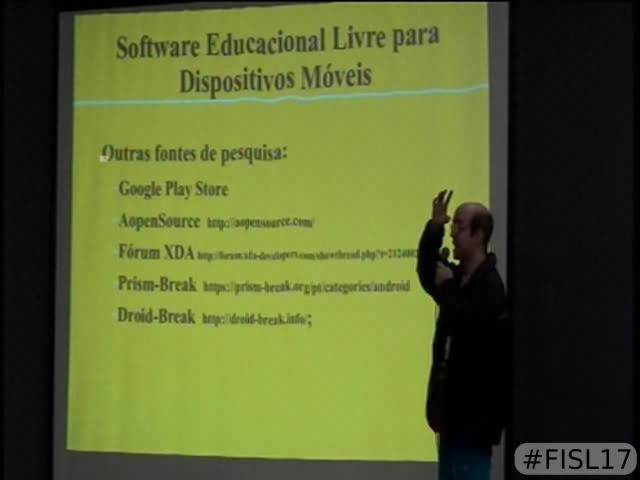 Software Educacional Livre para
Dispositivos Móveis
Outras fontes de pesquisa:
Google Play Store
AopenSource http://aopensource.com/
Fórum XDA http://forum.xda-developers.com/showthread.php?t=
Prism-Break https://prism-break.org/pt/categories/android
Droid-Break http://droid-break.info/;
#FISL17